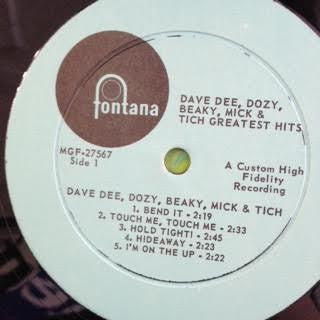 fontana
DAVE DEE, DOZY,
BEAKY, MICK &
TICH GREATEST HITS
MGF-27567
Side 1
A Custom High
Fidelity
Recording
DAVE DEE, DOZY, BEAKY, MICK & TICH
1. BEND IT - 2:19
2. TOUCH ME, TOUCH ME - 2:33
3. HOLD TIGHT! - 2:45
4. HIDEAWAY - 2:23
5. I'M ON THE UP - 2:22